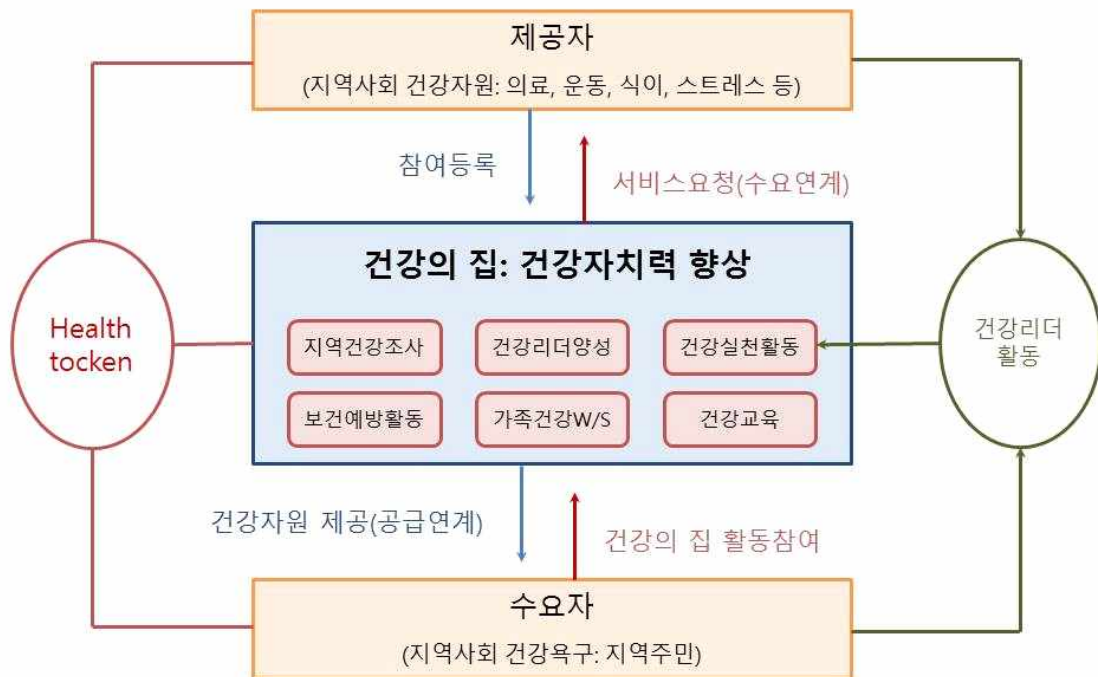 제공자
(지역사회 건강자원: 의료, 운동, 식이, 스트레스 등)
참여등록
서비스요청(수요연계)
건강의 집: 건강자치력 향상
Health
tocken
지역건강조사
건강리더양성
건강실천활동
건강리더
활동
보건예방활동
가족건강W/S
건강교육
건강자원 제공(공급연계)
건강의 집 활동참여
수요자
(지역사회 건강욕구: 지역주민)